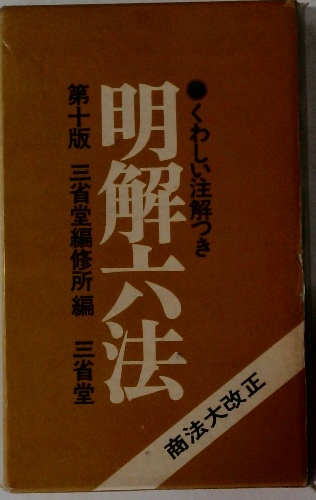 ●くわしい注解つき
明解六法
第十版 三省堂編修所編 三省堂
商法大改正